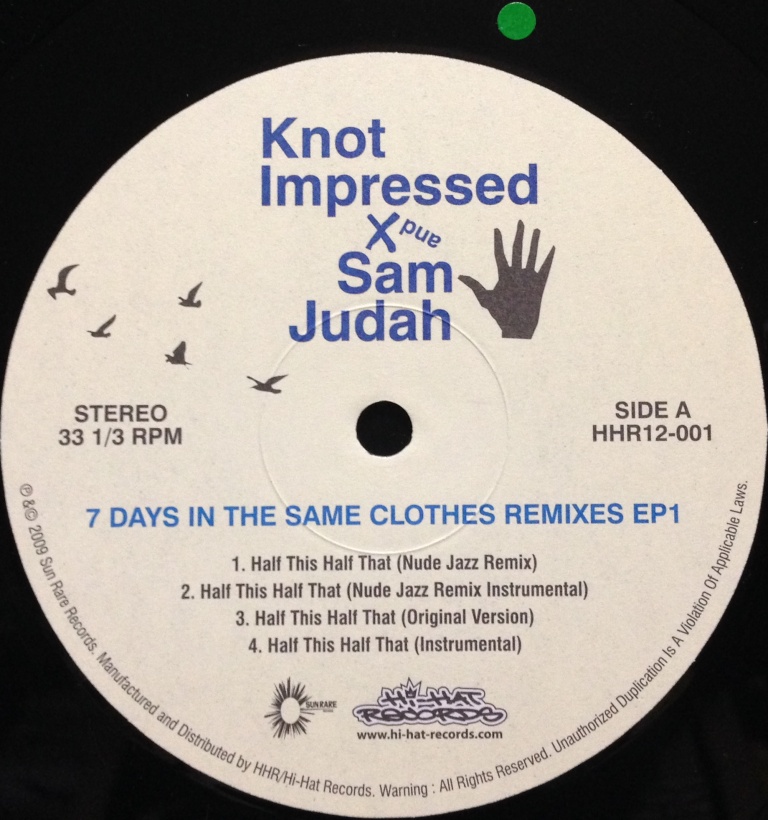 Knot
Impressed
X and
Sam
Judah
STEREO
33 1/3 RPM
SIDE A
HHR12-001
7 DAYS IN THE SAME CLOTHES REMIXES EP1
1. Half This Half That (Nude Jazz Remix)
2. Half This Half That (Nude Jazz Remix Instrumental)
3. Half This Half That (Original Version)
4. Half This Half That (Instrumental)
SUN RARE
HI-HAT
RECORDS
www.hi-hat-records.com
℗ & © 2009 Sun Rare Records. Manufactured and Distributed by HHR/Hi-Hat Records. Warning : All Rights Reserved. Unauthorized Duplication Is A Violation Of Applicable Laws.